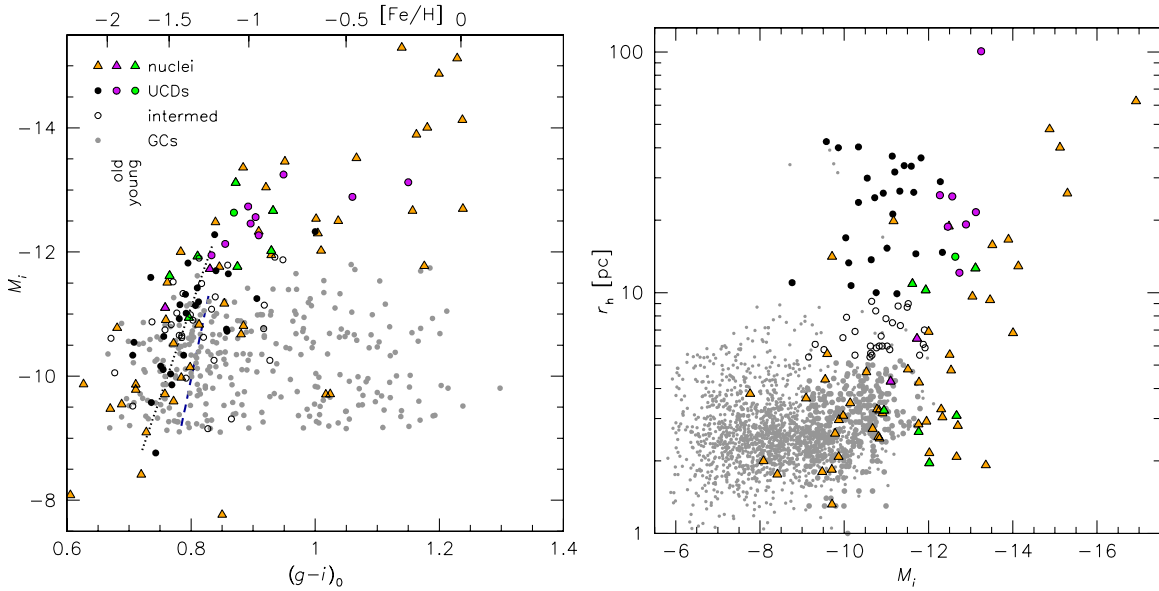 −2 −1.5 −1 −0.5 [Fe/H] 0
nuclei
UCDs
intermed
GCs
old
young
−14
−12
−10
−8
M_i
0.6 0.8 1 1.2 1.4
(g−i)_0
100
10
1
r_h [pc]
−6 −8 −10 −12 −14 −16
M_i